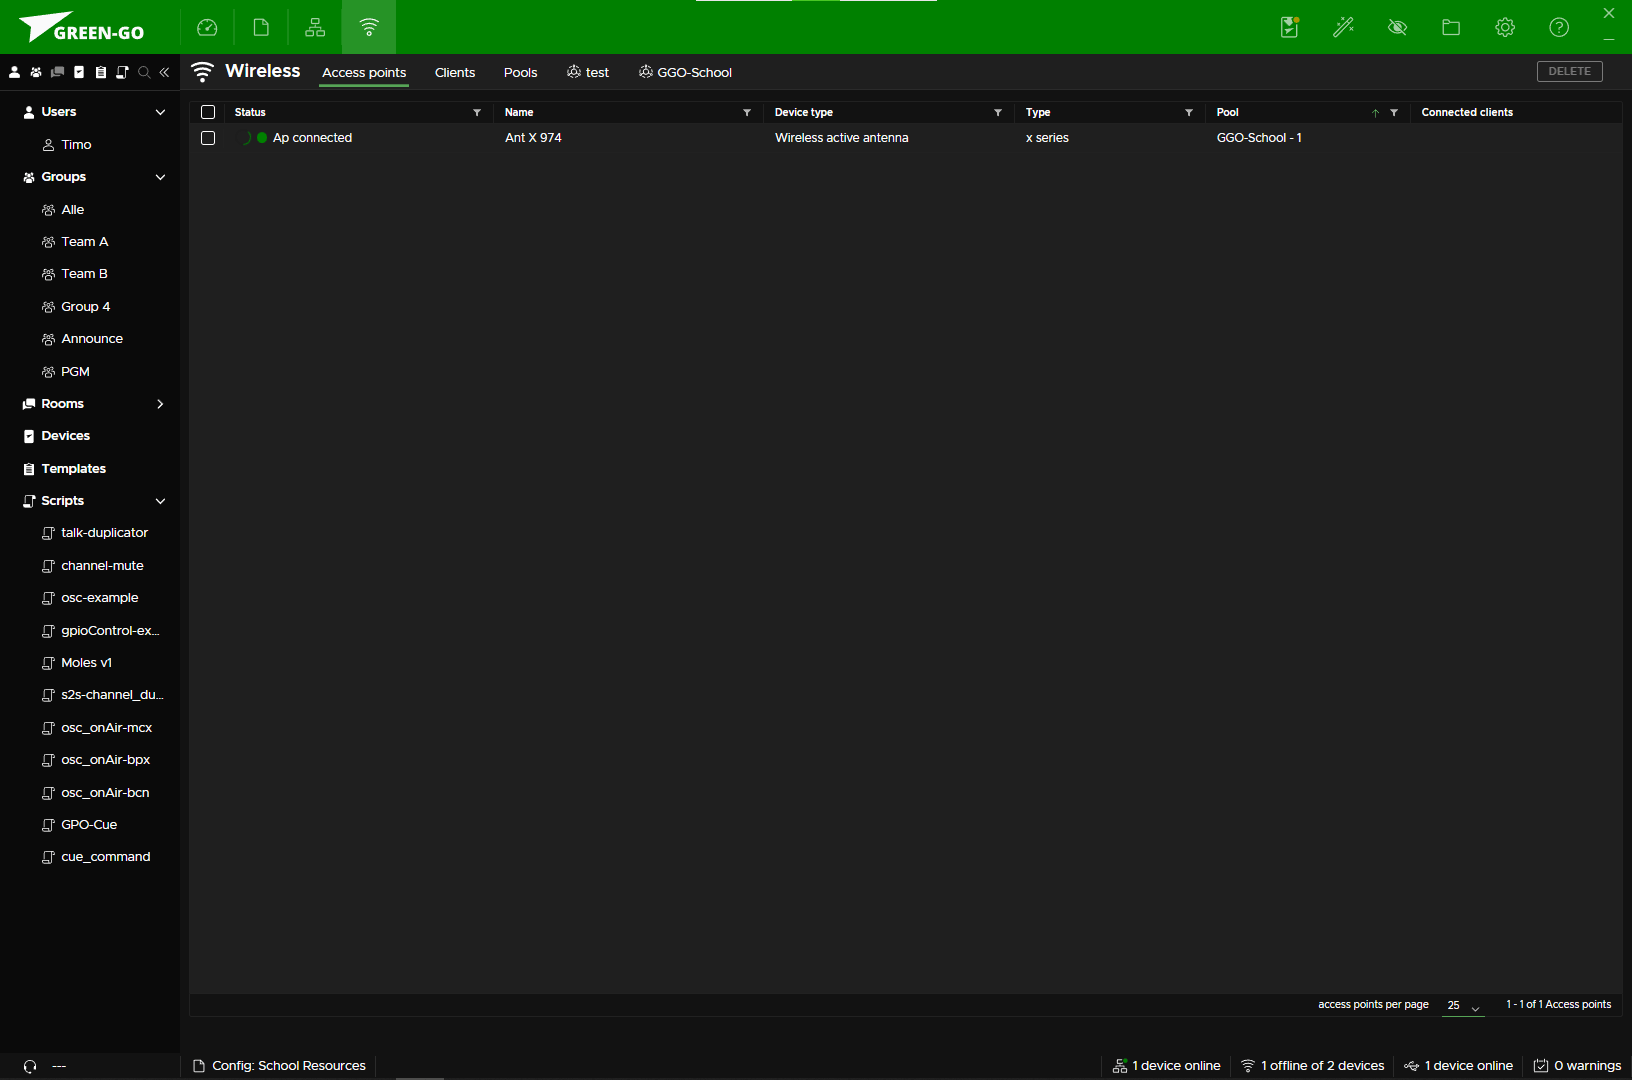 GREEN-GO
Wireless
Access points
Clients
Pools
test
GGO-School
DELETE
Users
Timo
Groups
Alle
Team A
Team B
Group 4
Announce
PGM
Rooms
Devices
Templates
Scripts
talk-duplicator
channel-mute
osc-example
gpioControl-ex...
Moles v1
s2s-channel_du...
osc_onAir-mcx
osc_onAir-bpx
osc_onAir-bcn
GPO-Cue
cue_command
Status Name Device type Type Pool Connected clients
Ap connected Ant X 974 Wireless active antenna x series GGO-School - 1
access points per page 25 1 - 1 of 1 Access points
--- Config: School Resources 1 device online 1 offline of 2 devices 1 device online 0 warnings